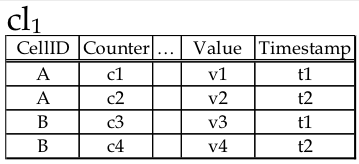 cl1
CellID Counter ... Value Timestamp
A c1 v1 t1
A c2 v2 t2
B c3 v3 t1
B c4 v4 t2